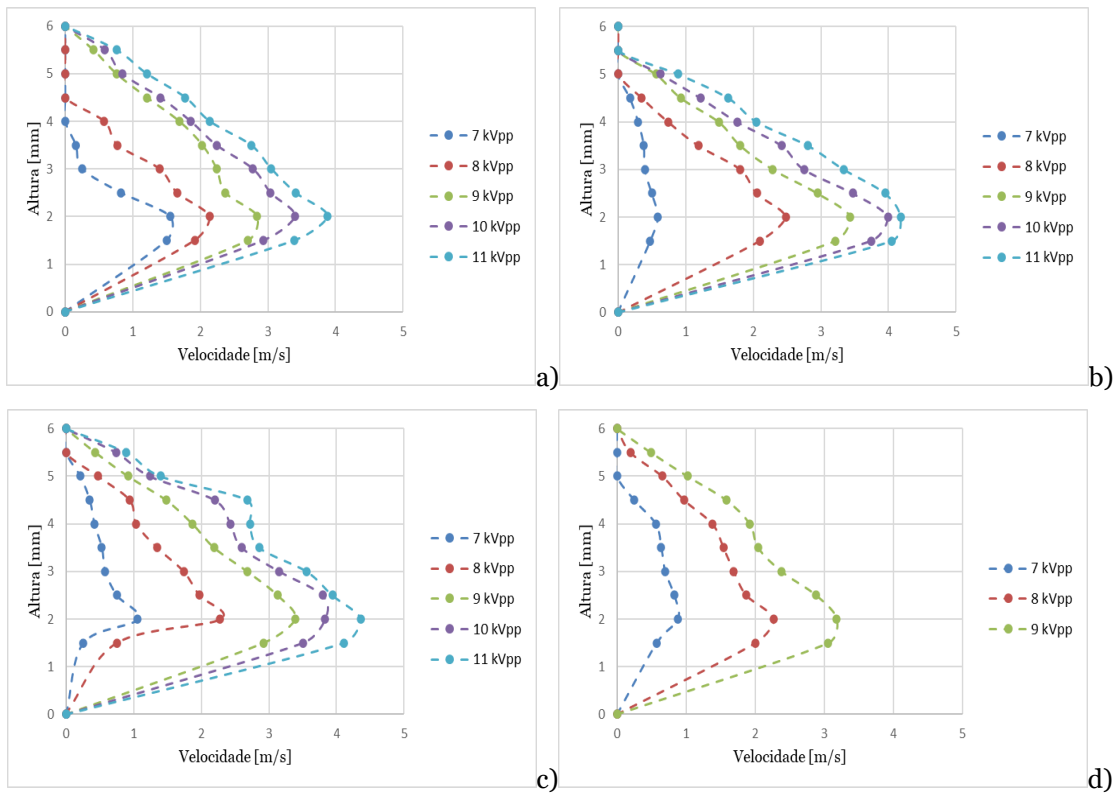 6
5
4
3
2
1
0
Altura [mm]
0 1 2 3 4 5
Velocidade [m/s]
7 kVpp
8 kVpp
9 kVpp
10 kVpp
11 kVpp
a)
6
5
4
3
2
1
0
Altura [mm]
0 1 2 3 4 5
Velocidade [m/s]
7 kVpp
8 kVpp
9 kVpp
10 kVpp
11 kVpp
b)
6
5
4
3
2
1
0
Altura [mm]
0 1 2 3 4 5
Velocidade [m/s]
7 kVpp
8 kVpp
9 kVpp
10 kVpp
11 kVpp
c)
6
5
4
3
2
1
0
Altura [mm]
0 1 2 3 4 5
Velocidade [m/s]
7 kVpp
8 kVpp
9 kVpp
d)